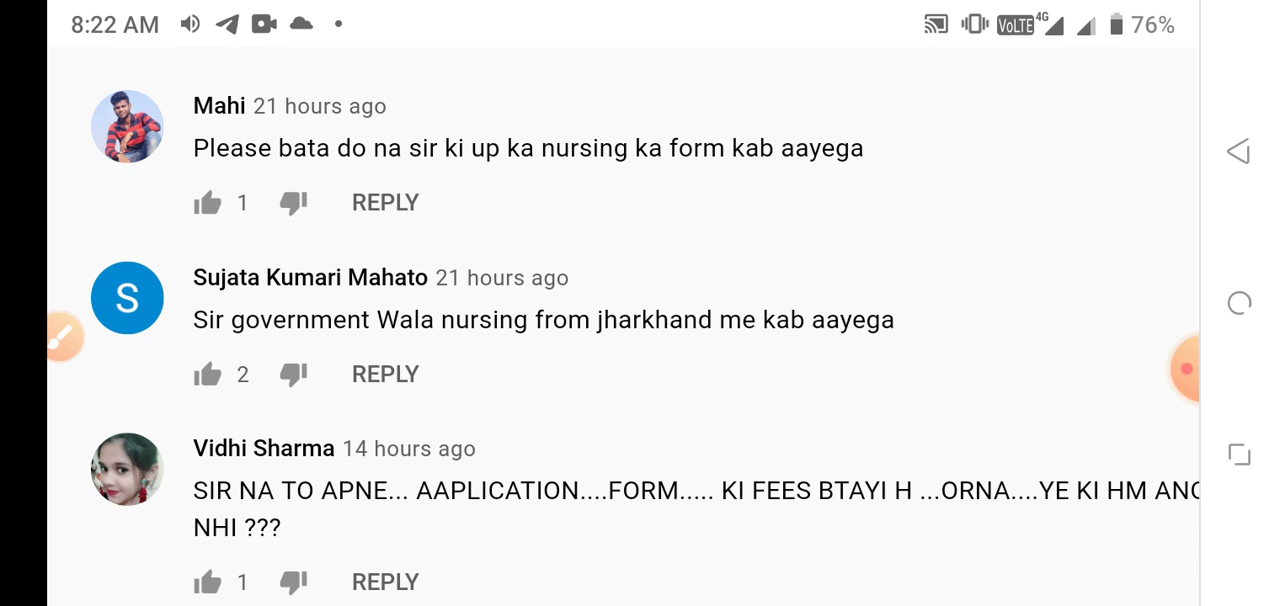 8:22 AM VoLTE 4G 76%
Mahi 21 hours ago
Please bata do na sir ki up ka nursing ka form kab aayega
1 REPLY
S
Sujata Kumari Mahato 21 hours ago
Sir government Wala nursing from jharkhand me kab aayega
2 REPLY
Vidhi Sharma 14 hours ago
SIR NA TO APNE... AAPLICATION....FORM..... KI FEES BTAYI H ...ORNA....YE KI HM
NHI ???
1 REPLY